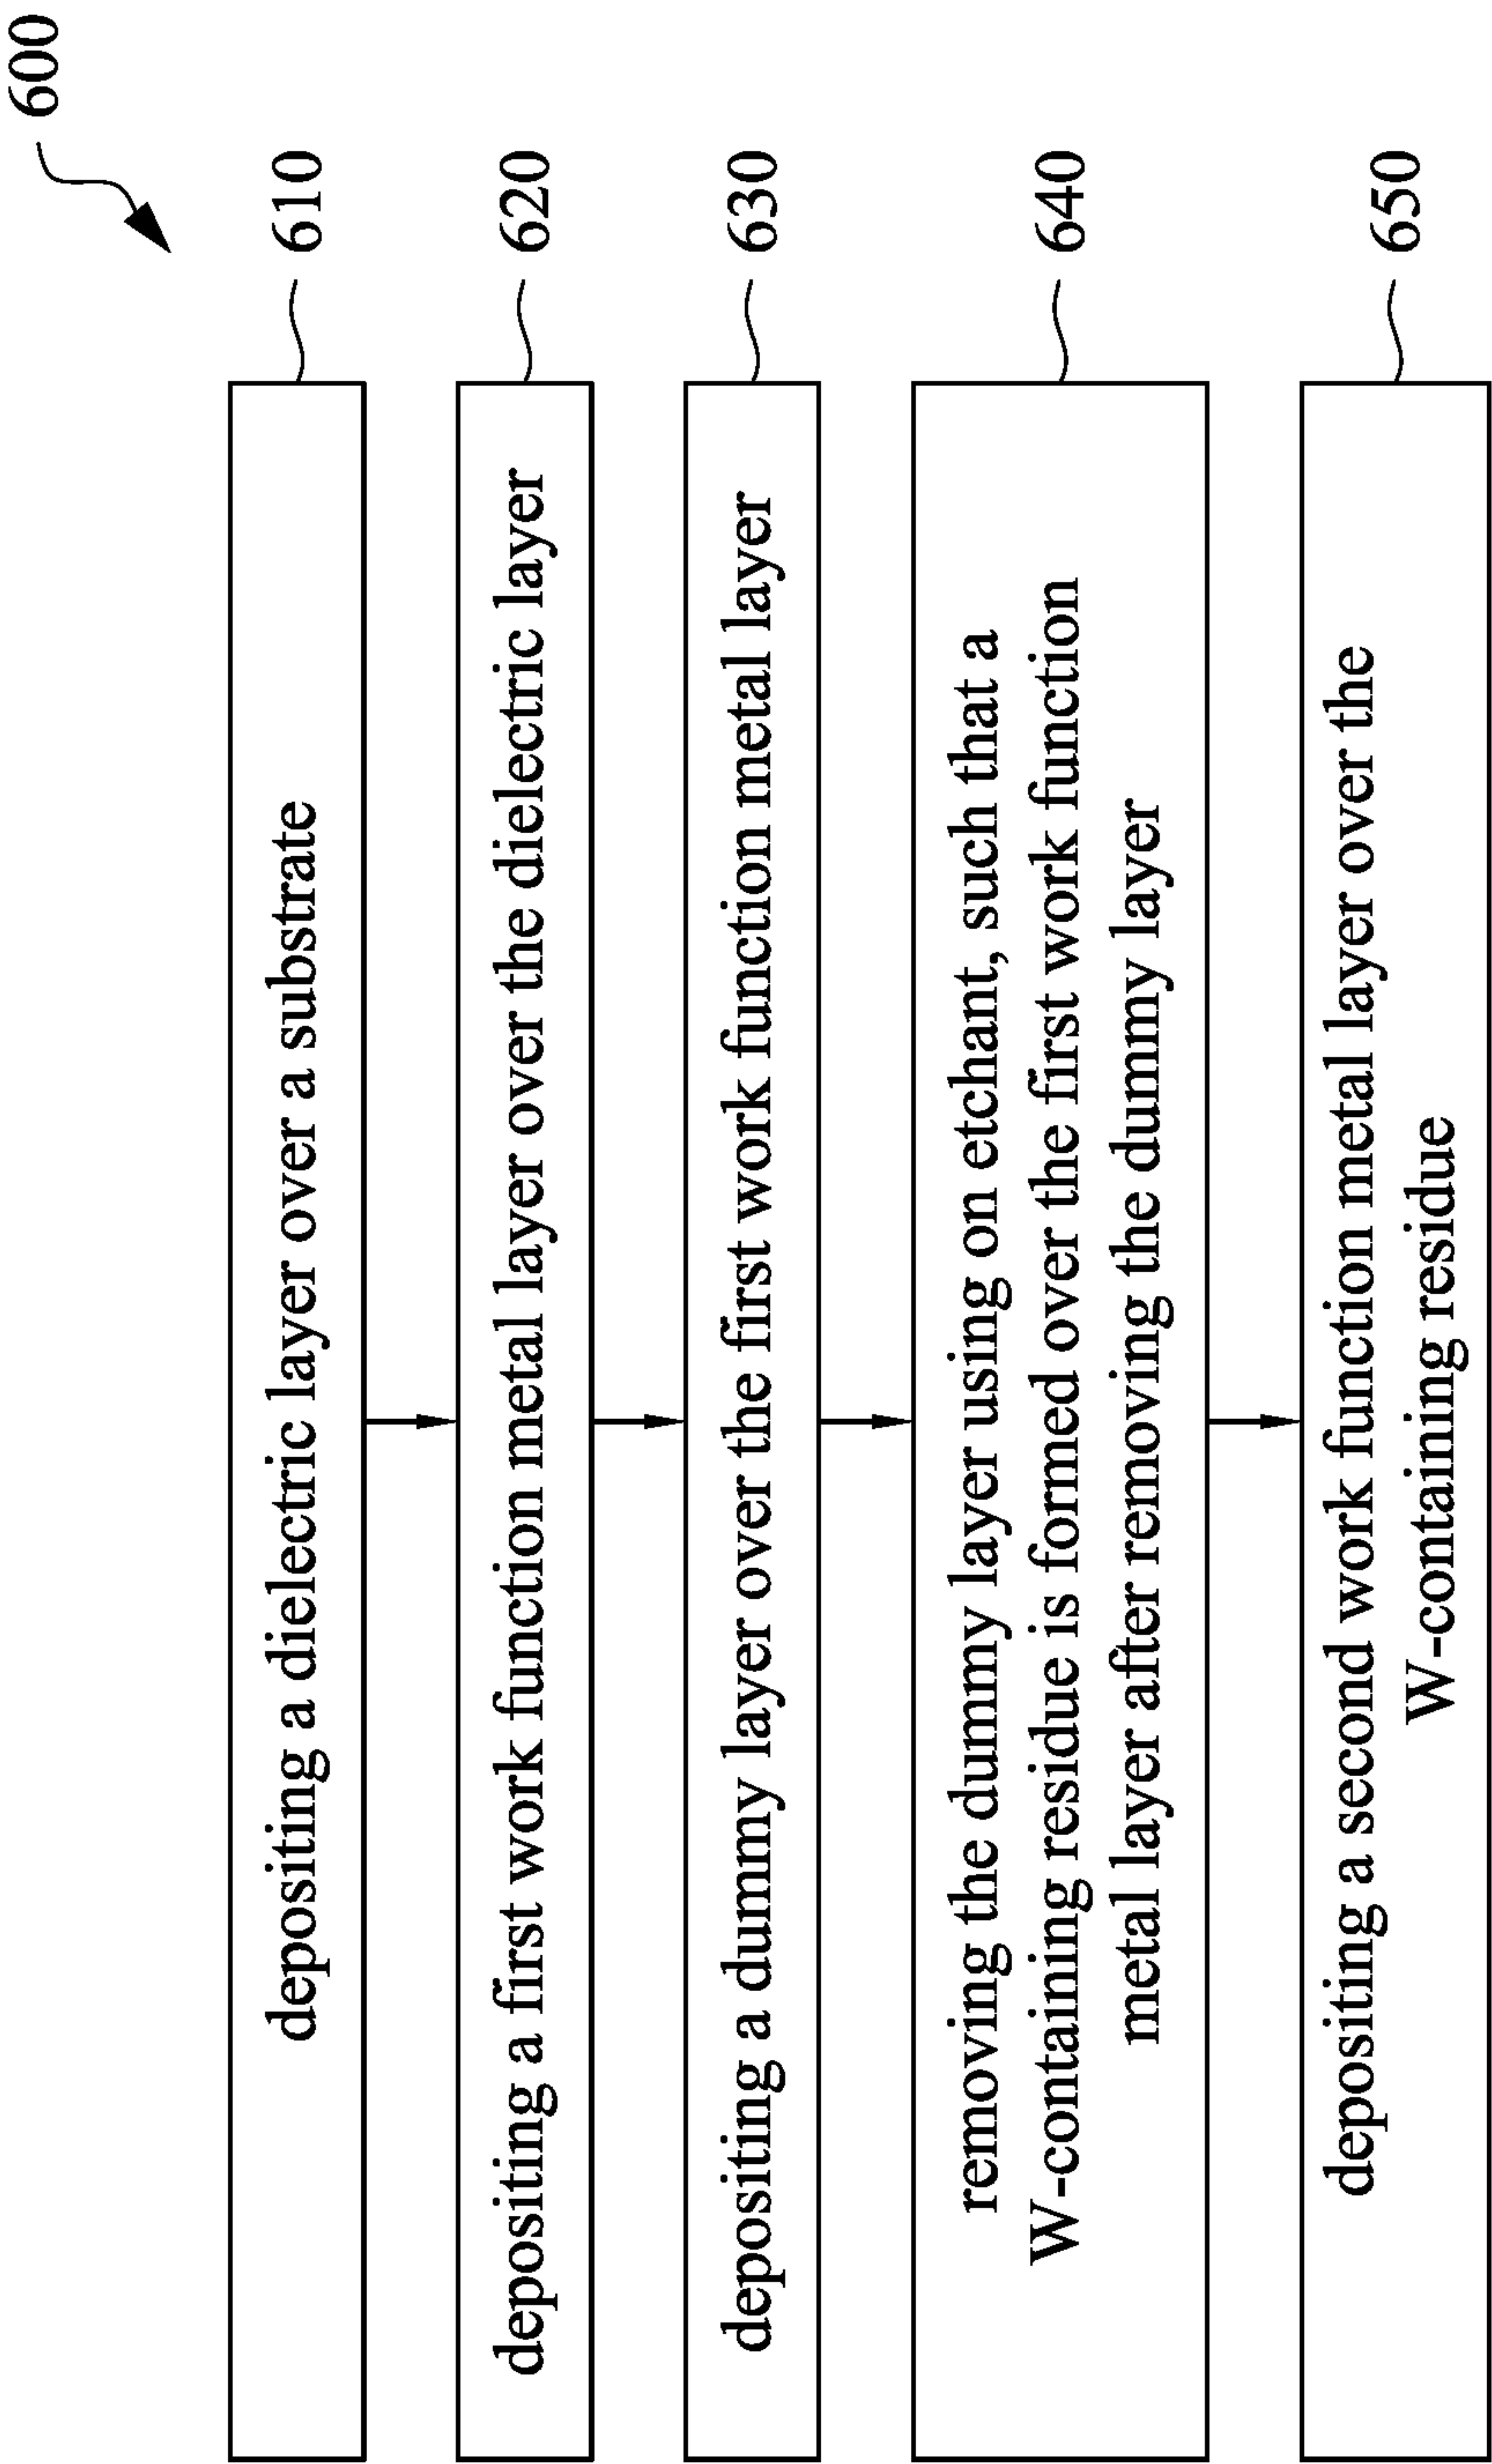 600
depositing a dielectric layer over a substrate
610
depositing a first work function metal layer over the dielectric layer
620
depositing a dummy layer over the first work function metal layer
630
removing the dummy layer using on etchant, such that a
W-containing residue is formed over the first work function
metal layer after removing the dummy layer
640
depositing a second work function metal layer over the
W-containing residue
650